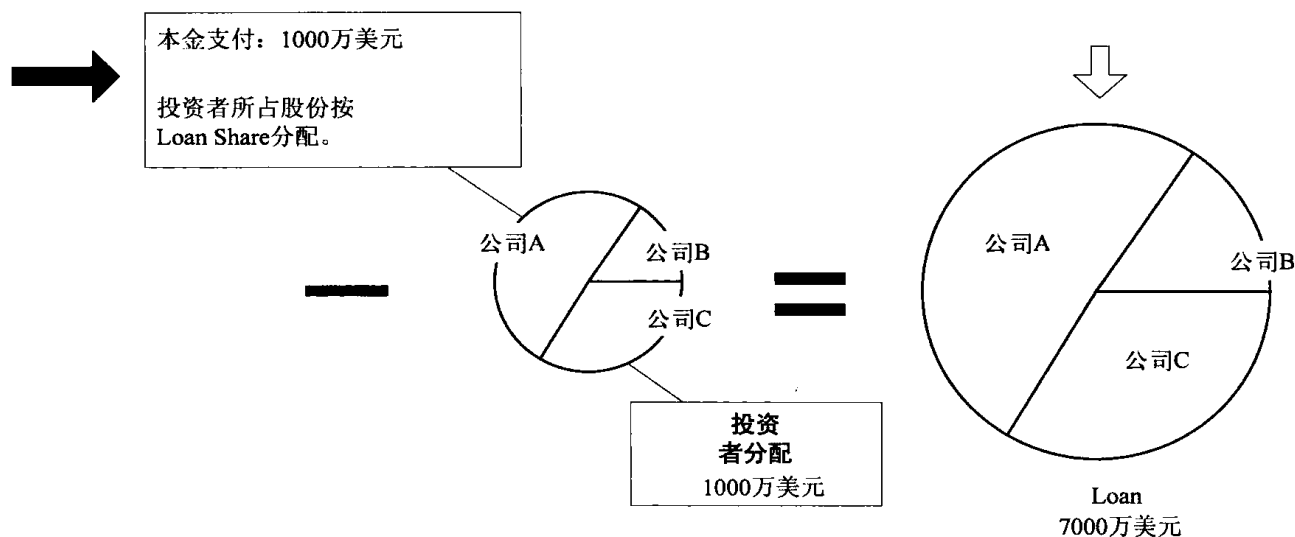 本金支付：1000万美元
投资者所占股份按
Loan Share分配。
公司A
公司B
公司C
投资
者分配
1000万美元
公司A
公司B
公司C
Loan
7000万美元